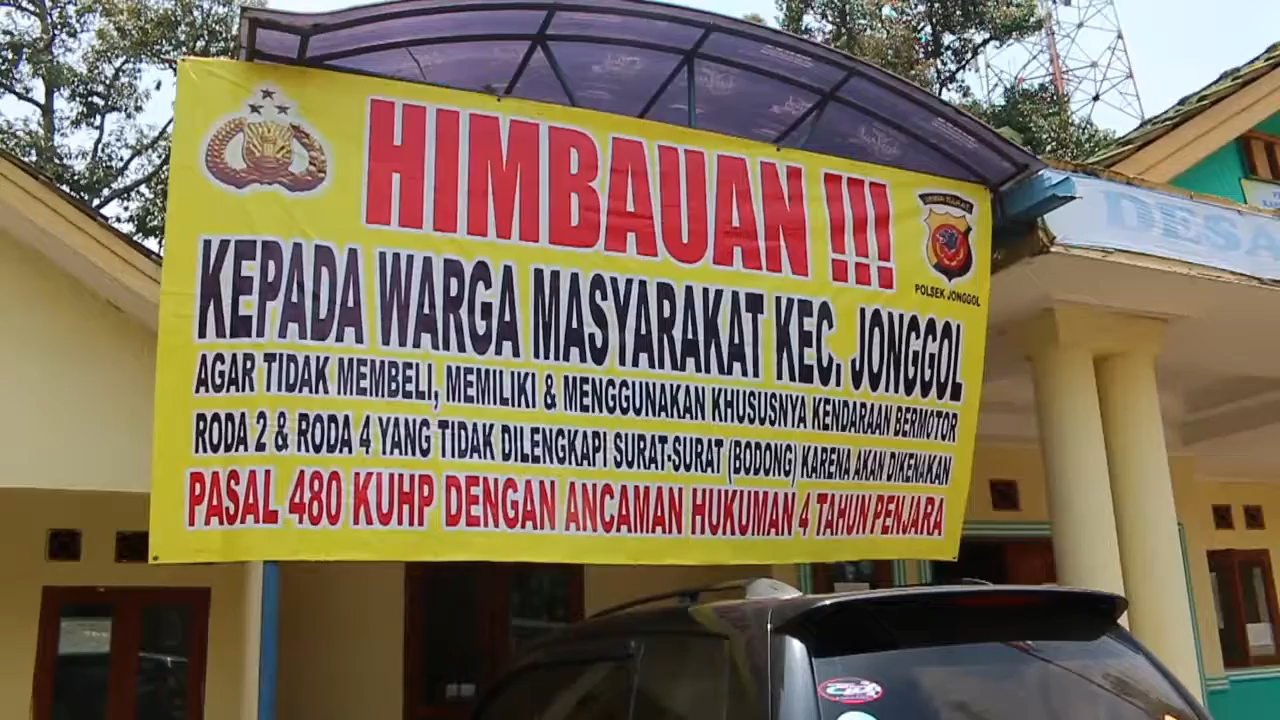 HIMBAUAN !!!
JAWA BARAT
POLSEK JONGGOL
KEPADA WARGA MASYARAKAT KEC. JONGGOL
AGAR TIDAK MEMBELI, MEMILIKI & MENGGUNAKAN KHUSUSNYA KENDARAAN BERMOTOR
RODA 2 & RODA 4 YANG TIDAK DILENGKAPI SURAT-SURAT (BODONG) KARENA AKAN DIKENAKAN
PASAL 480 KUHP DENGAN ANCAMAN HUKUMAN 4 TAHUN PENJARA
DESA